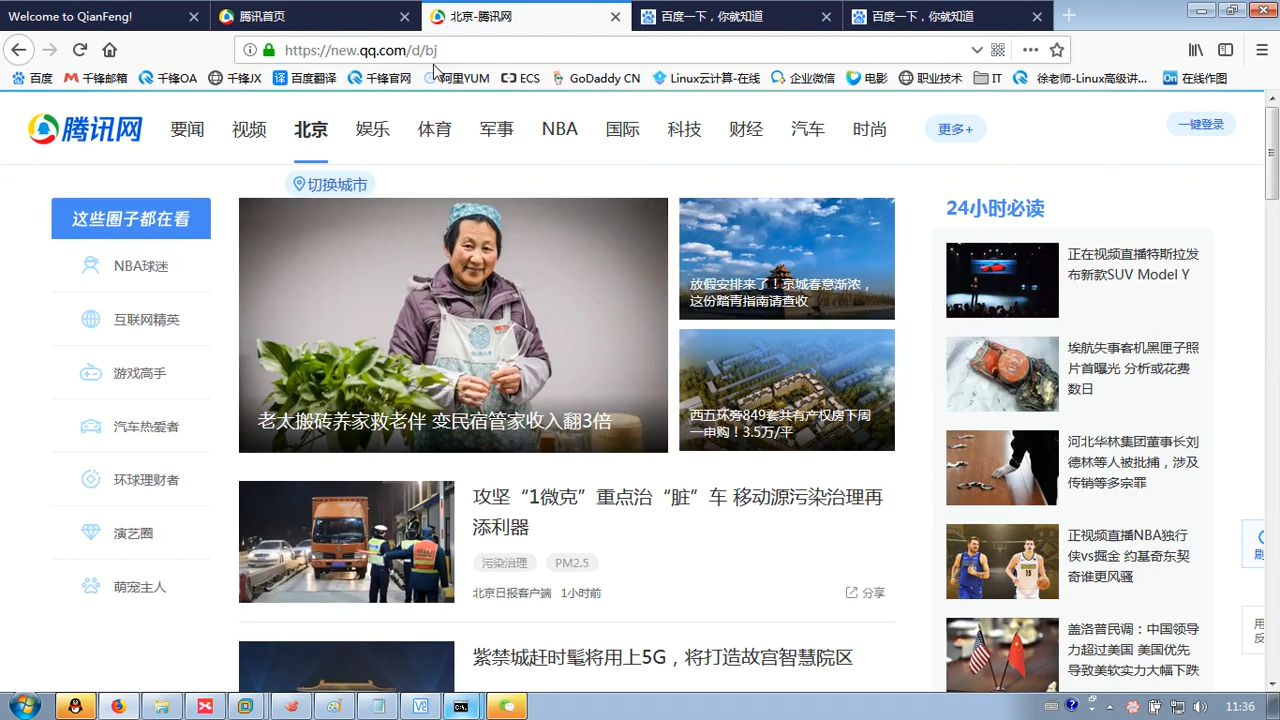 Welcome to QianFeng!
腾讯首页
北京-腾讯网
百度一下，你就知道
百度一下，你就知道
https://new.qq.com/d/bj
百度
千锋邮箱
千锋OA
千锋JX
百度翻译
千锋官网
阿里YUM
ECS
GoDaddy CN
Linux云计算-在线
企业微信
电影
职业技术
IT
徐老师-Linux高级讲...
On 在线作图
腾讯网
要闻
视频
北京
娱乐
体育
军事
NBA
国际
科技
财经
汽车
时尚
更多+
一键登录
切换城市
这些圈子都在看
NBA球迷
互联网精英
游戏高手
汽车热爱者
环球理财者
演艺圈
萌宠主人
老太搬砖养家救老伴 变民宿管家收入翻3倍
放假安排来了！京城春意渐浓，
这份踏青指南请查收
西五环旁849套共有产权房下周
一申购！3.5万/平
攻坚“1微克”重点治“脏”车 移动源污染治理再
添利器
污染治理
PM2.5
北京日报客户端 1小时前
分享
紫禁城赶时髦将用上5G，将打造故宫智慧院区
24小时必读
正在视频直播特斯拉发
布新款SUV Model Y
埃航失事客机黑匣子照
片首曝光 分析或花费
数日
河北华林集团董事长刘
德林等人被批捕，涉及
传销等多宗罪
正视频直播NBA独行
侠vs掘金 约基奇东契
奇谁更风骚
盖洛普民调：中国领导
力超过美国 美国优先
导致美软实力大幅下跌
刷
用
反
11:36